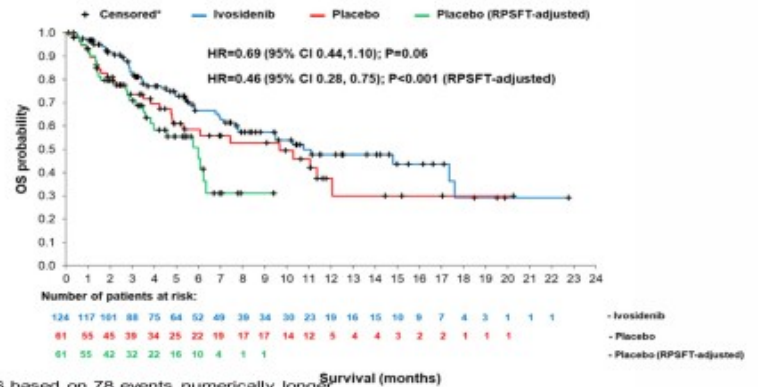 Censored* Ivosidenib Placebo Placebo (RPSFT-adjusted)
HR=0.69 (95% CI 0.44,1.10); P=0.06
HR=0.46 (95% CI 0.28, 0.75); P<0.001 (RPSFT-adjusted)
OS probability
1.0
0.9
0.8
0.7
0.6
0.5
0.4
0.3
0.2
0.1
0.0
0 1 2 3 4 5 6 7 8 9 10 11 12 13 14 15 16 17 18 19 20 21 22 23 24
Number of patients at risk:
124 117 101 88 75 64 52 49 39 34 30 23 19 16 15 10 9 7 4 3 1 1 1 - Ivosidenib
61 55 45 39 34 25 22 19 17 17 14 12 5 4 4 3 2 2 1 1 1 - Placebo
61 55 42 32 22 16 10 4 1 1 - Placebo (RPSFT-adjusted)
Survival (months)
based on 78 events, numerically longer